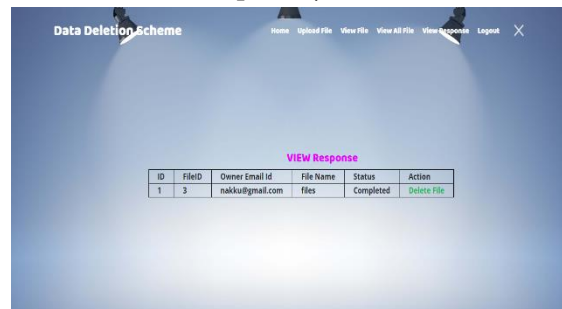 Data Deletion Scheme
Home Upload File View File View All File View Response Logout
VIEW Response
ID FileID Owner Email Id File Name Status Action
1 3 nakku@gmail.com files Completed Delete File